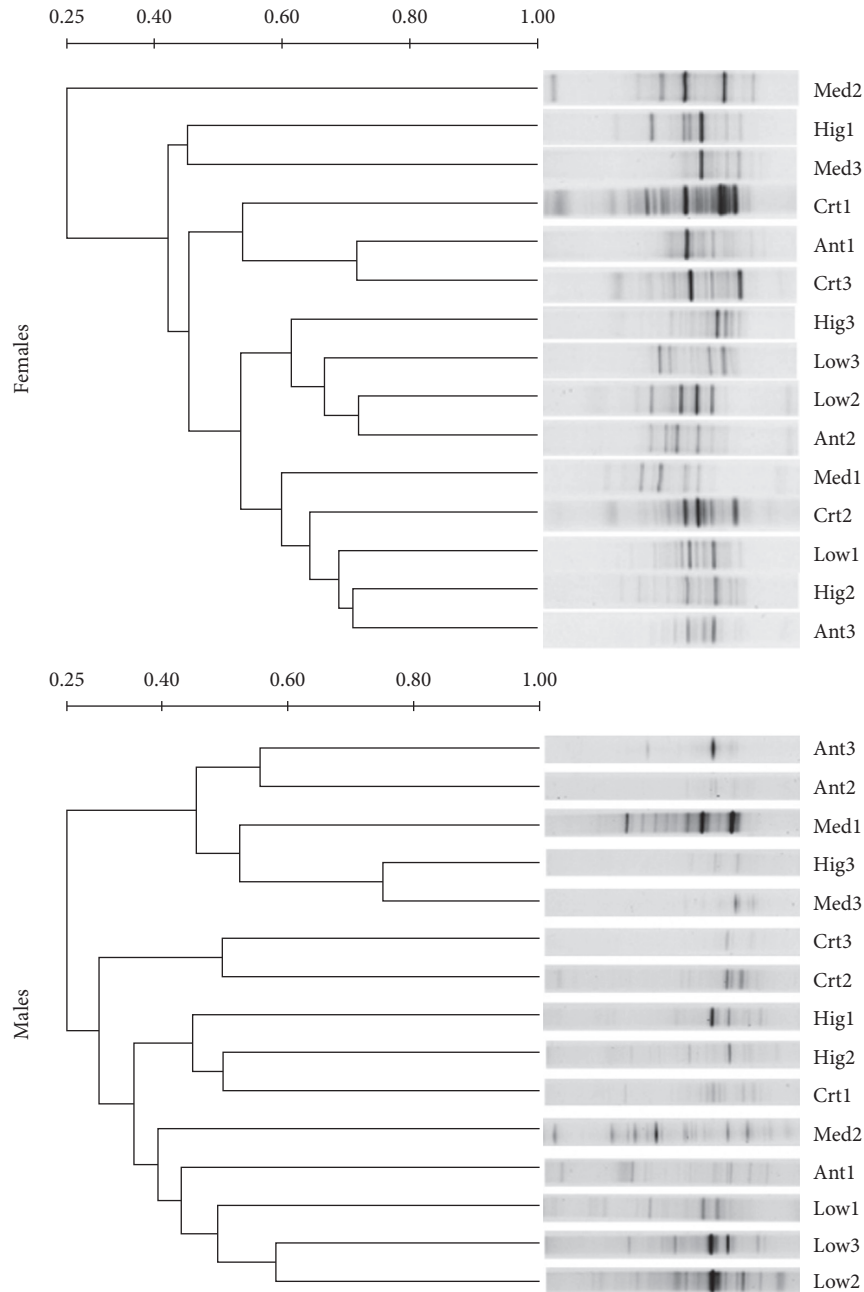 0.25 0.40 0.60 0.80 1.00
Med2
Hig1
Med3
Crt1
Ant1
Crt3
Hig3
Females
Low3
Low2
Ant2
Med1
Crt2
Low1
Hig2
Ant3
0.25 0.40 0.60 0.80 1.00
Ant3
Ant2
Med1
Hig3
Med3
Crt3
Crt2
Males
Hig1
Hig2
Crt1
Med2
Ant1
Low1
Low3
Low2